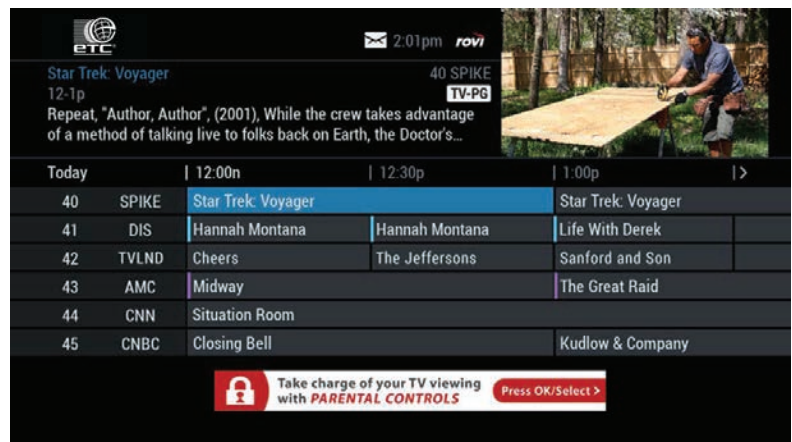 etc
2:01pm rovi
Star Trek: Voyager 40 SPIKE
12-1p TV-PG
Repeat, "Author, Author", (2001), While the crew takes advantage
of a method of talking live to folks back on Earth, the Doctor's...
Today | 12:00n | 12:30p | 1:00p |>
40 SPIKE Star Trek: Voyager Star Trek: Voyager
41 DIS Hannah Montana Hannah Montana Life With Derek
42 TVLND Cheers The Jeffersons Sanford and Son
43 AMC Midway The Great Raid
44 CNN Situation Room
45 CNBC Closing Bell Kudlow & Company
Take charge of your TV viewing
with PARENTAL CONTROLS
Press OK/Select >